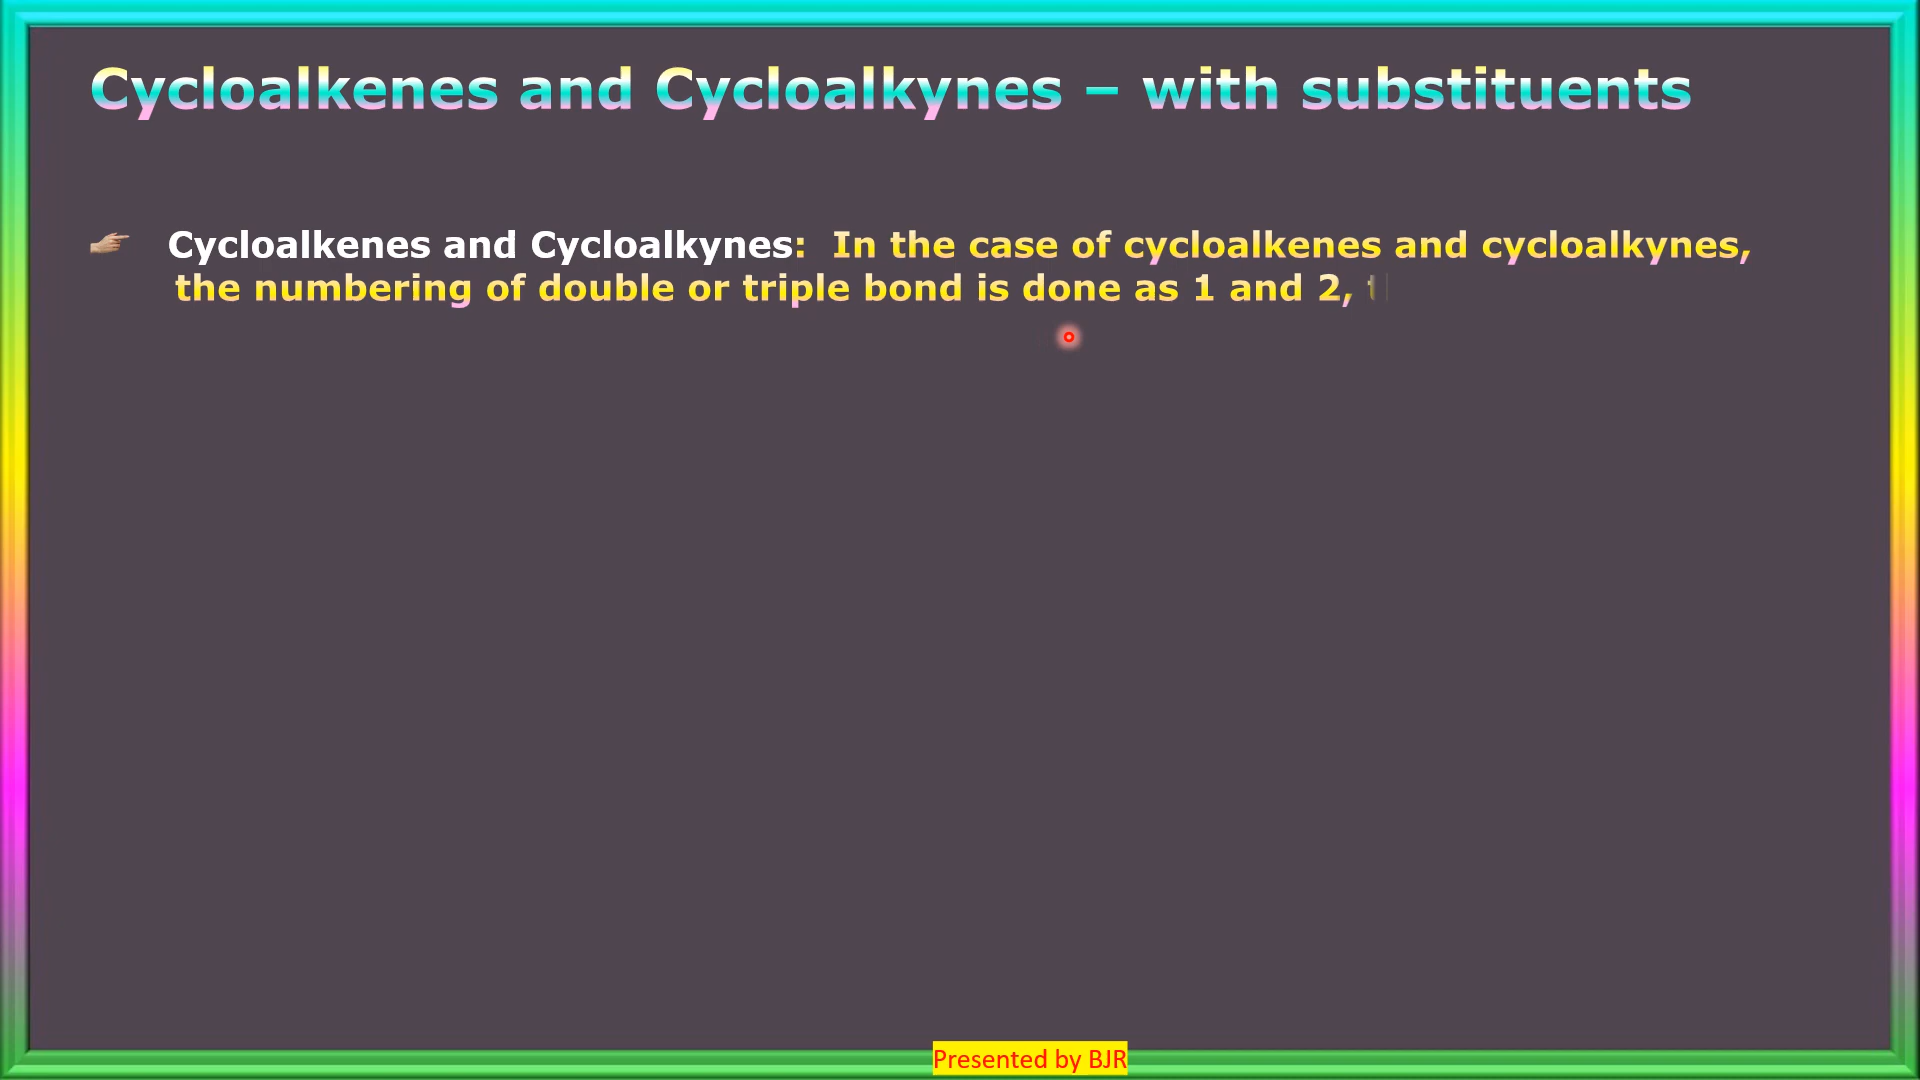 Cycloalkenes and Cycloalkynes – with substituents
Cycloalkenes and Cycloalkynes: In the case of cycloalkenes and cycloalkynes,
the numbering of double or triple bond is done as 1 and 2,
Presented by BJR